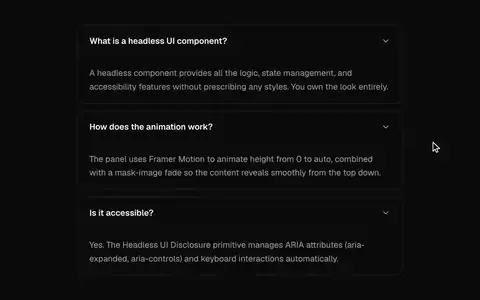 What is a headless UI component?
A headless component provides all the logic, state management, and
accessibility features without prescribing any styles. You own the look entirely.
How does the animation work?
The panel uses Framer Motion to animate height from 0 to auto, combined
with a mask-image fade so the content reveals smoothly from the top down.
Is it accessible?
Yes. The Headless UI Disclosure primitive manages ARIA attributes (aria-
expanded, aria-controls) and keyboard interactions automatically.